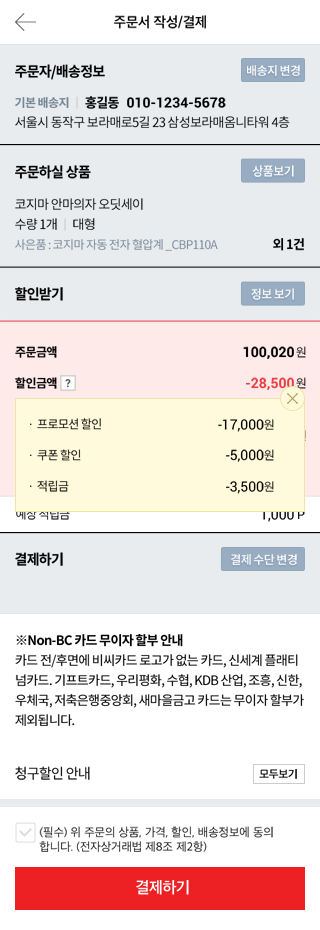 주문서 작성/결제
주문자/배송정보 배송지 변경
기본 배송지 | 홍길동 010-1234-5678
서울시 동작구 보라매로5길 23 삼성보라매옴니타워 4층
주문하실 상품 상품보기
코지마 안마의자 오딧세이
수량 1개 | 대형
사은품 : 코지마 자동 전자 혈압계 _CBP110A 외 1건
할인받기 정보 보기
주문금액 100,020원
할인금액 ? -28,500원
· 프로모션 할인 -17,000원
· 쿠폰 할인 -5,000원
· 적립금 -3,500원
예상 적립금 1,000 P
결제하기 결제 수단 변경
※Non-BC 카드 무이자 할부 안내
카드 전/후면에 비씨카드 로고가 없는 카드, 신세계 플래티
넘카드. 기프트카드, 우리평화, 수협, KDB 산업, 조흥, 신한,
우체국, 저축은행중앙회, 새마을금고 카드는 무이자 할부가
제외됩니다.
청구할인 안내 모두보기
(필수) 위 주문의 상품, 가격, 할인, 배송정보에 동의
합니다. (전자상거래법 제8조 제2항)
결제하기